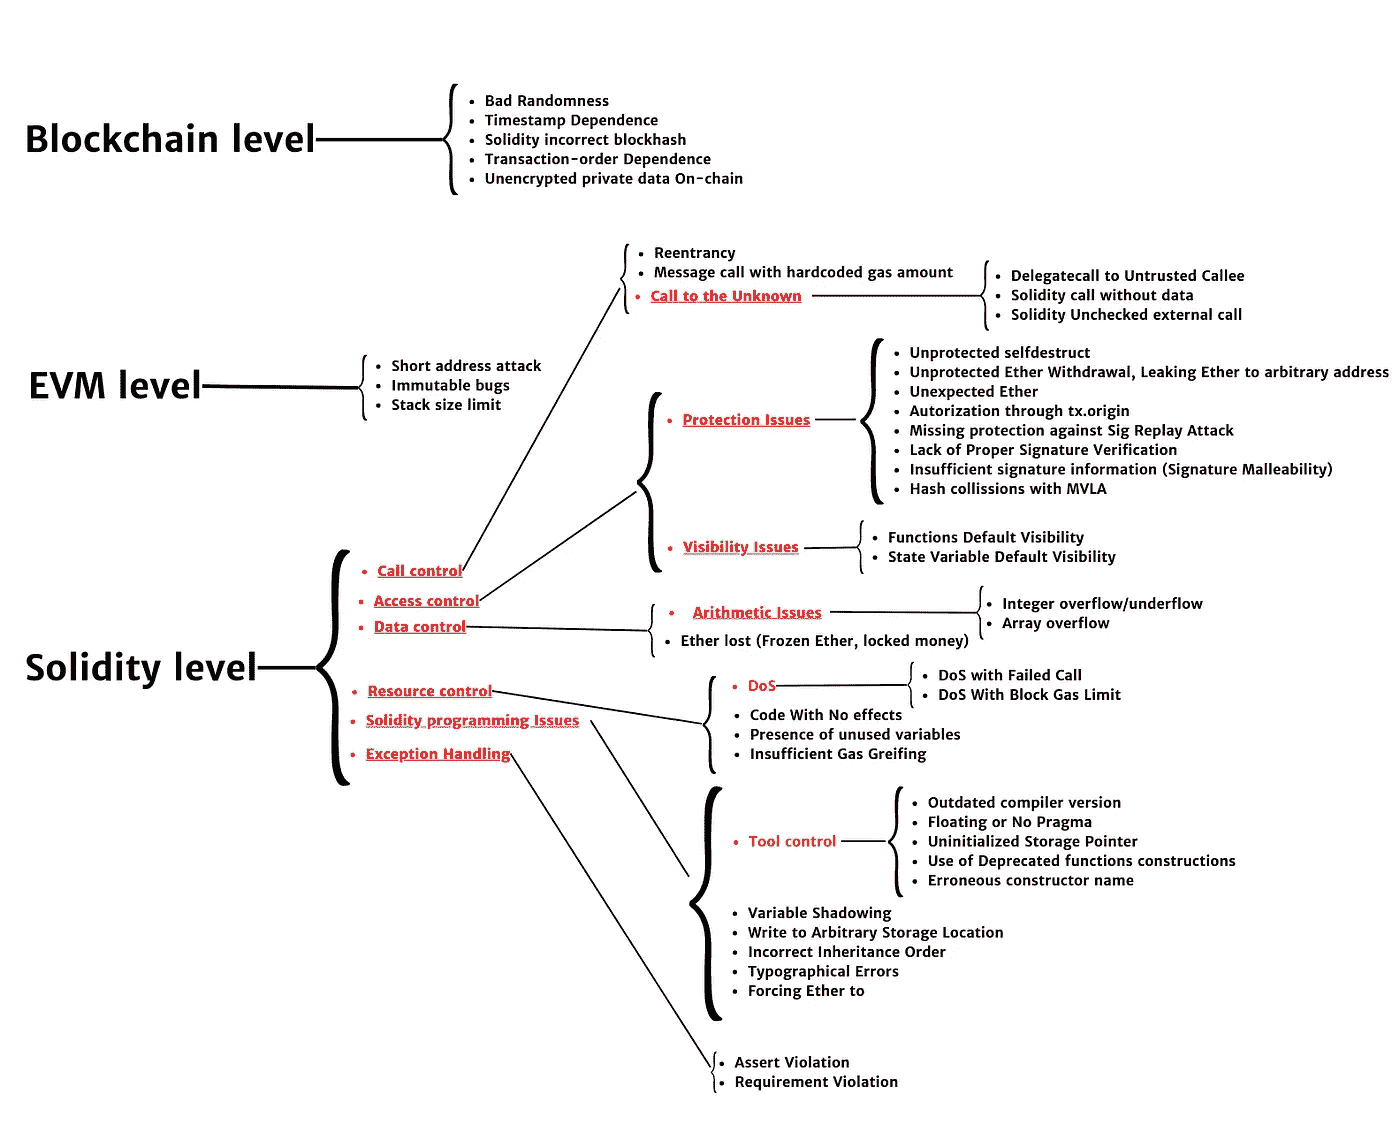 Blockchain level
• Bad Randomness
• Timestamp Dependence
• Solidity incorrect blockhash
• Transaction-order Dependence
• Unencrypted private data On-chain
EVM level
• Short address attack
• Immutable bugs
• Stack size limit
Solidity level
• Call control
• Access control
• Data control
• Resource control
• Solidity programming Issues
• Exception Handling
• Reentrancy
• Message call with hardcoded gas amount
• Call to the Unknown
• Delegatecall to Untrusted Callee
• Solidity call without data
• Solidity Unchecked external call
• Protection Issues
• Unprotected selfdestruct
• Unprotected Ether Withdrawal, Leaking Ether to arbitrary address
• Unexpected Ether
• Autorization through tx.origin
• Missing protection against Sig Replay Attack
• Lack of Proper Signature Verification
• Insufficient signature information (Signature Malleability)
• Hash collissions with MVLA
• Visibility Issues
• Functions Default Visibility
• State Variable Default Visibility
• Arithmetic Issues
• Integer overflow/underflow
• Array overflow
• Ether lost (Frozen Ether, locked money)
• DoS
• DoS with Failed Call
• DoS With Block Gas Limit
• Code With No effects
• Presence of unused variables
• Insufficient Gas Greifing
• Tool control
• Outdated compiler version
• Floating or No Pragma
• Uninitialized Storage Pointer
• Use of Deprecated functions constructions
• Erroneous constructor name
• Variable Shadowing
• Write to Arbitrary Storage Location
• Incorrect Inheritance Order
• Typographical Errors
• Forcing Ether to
• Assert Violation
• Requirement Violation